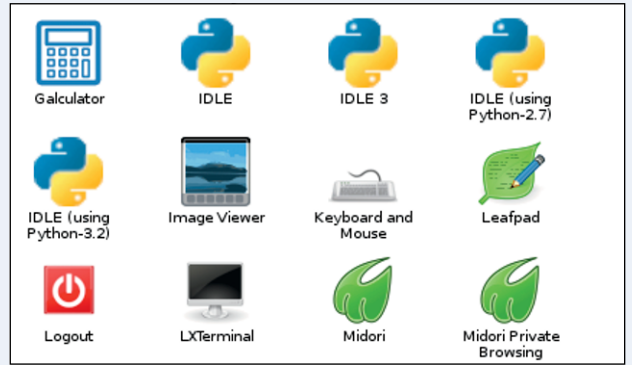 Galculator
IDLE
IDLE 3
IDLE (using
Python-2.7)
IDLE (using
Python-3.2)
Image Viewer
Keyboard and
Mouse
Leafpad
Logout
LXTerminal
Midori
Midori Private
Browsing